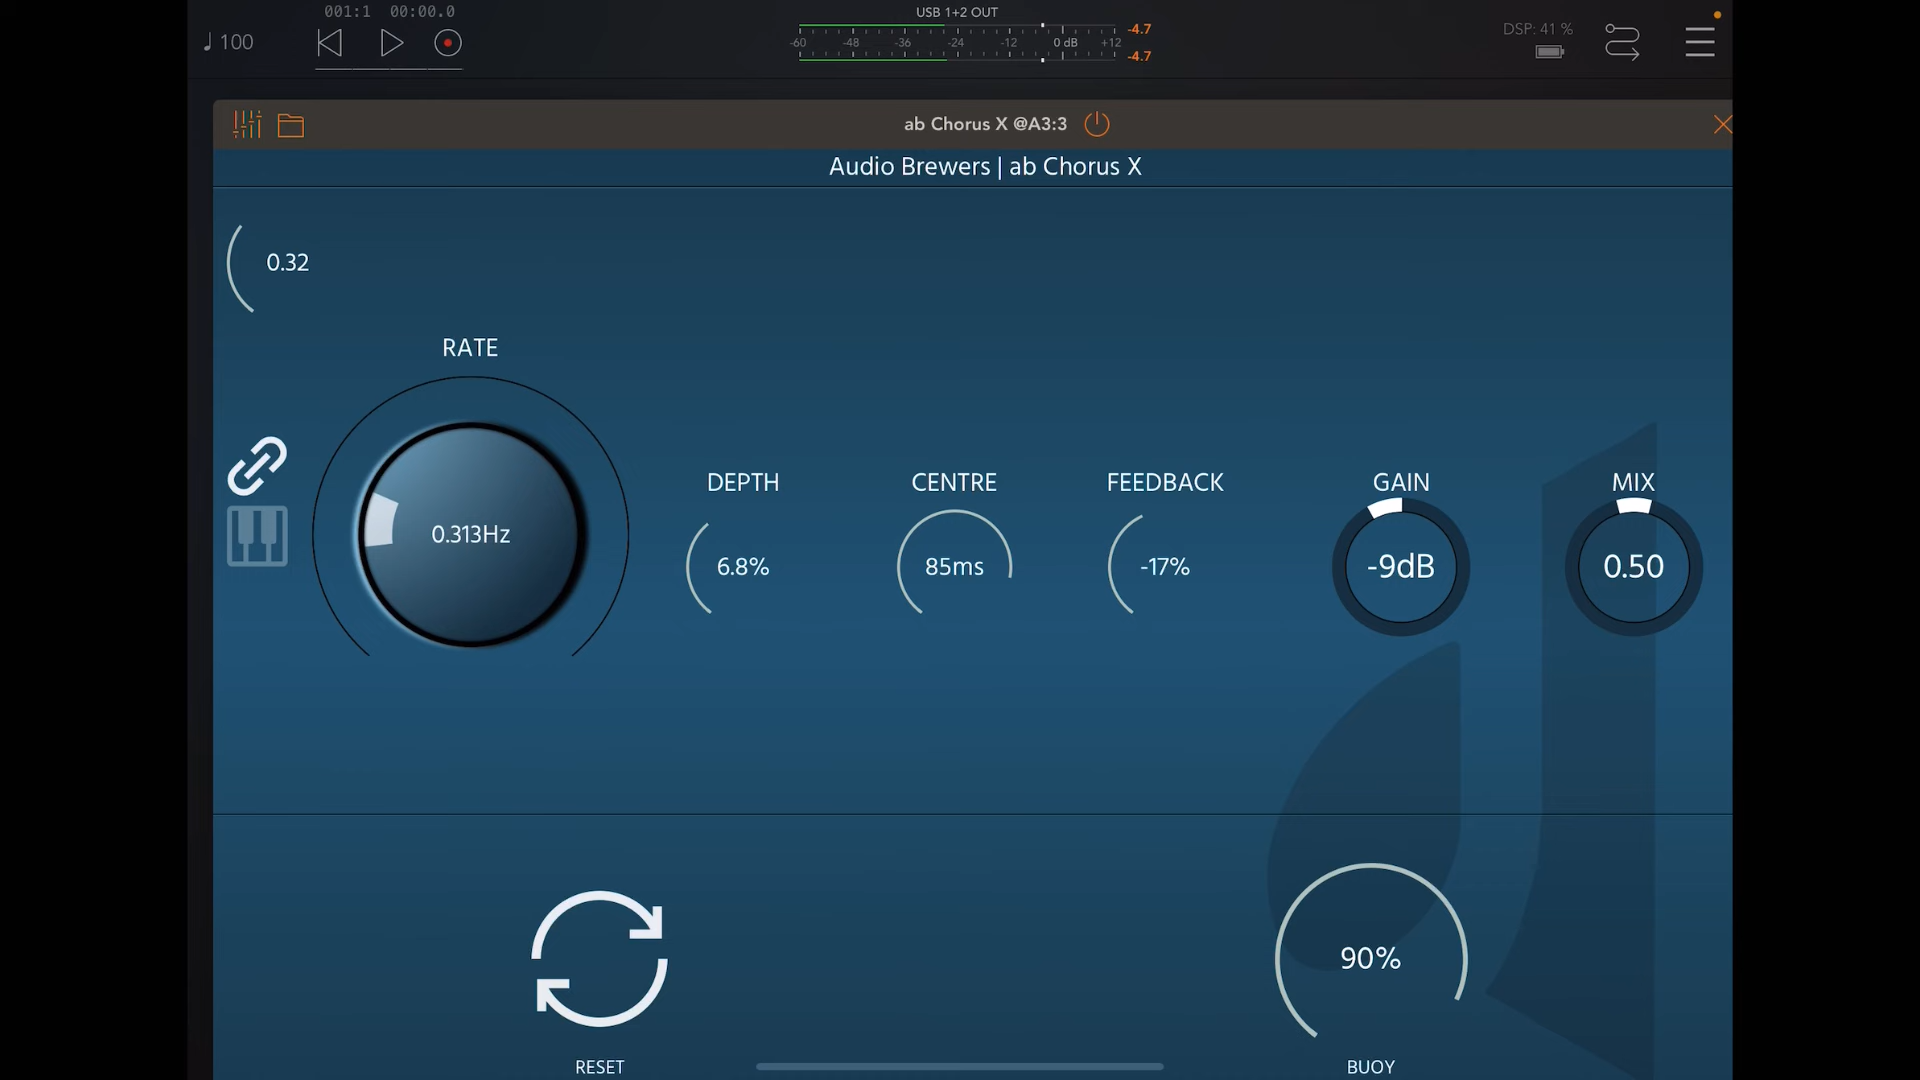 001:1 00:00.0
♩ 100
USB 1+2 OUT
-60 -48 -36 -24 -12 0 dB +12
-4.7
-4.7
DSP: 41 %
ab Chorus X @A3:3
Audio Brewers | ab Chorus X
0.32
RATE
0.313Hz
DEPTH
6.8%
CENTRE
85ms
FEEDBACK
-17%
GAIN
-9dB
MIX
0.50
90%
RESET
BUOY